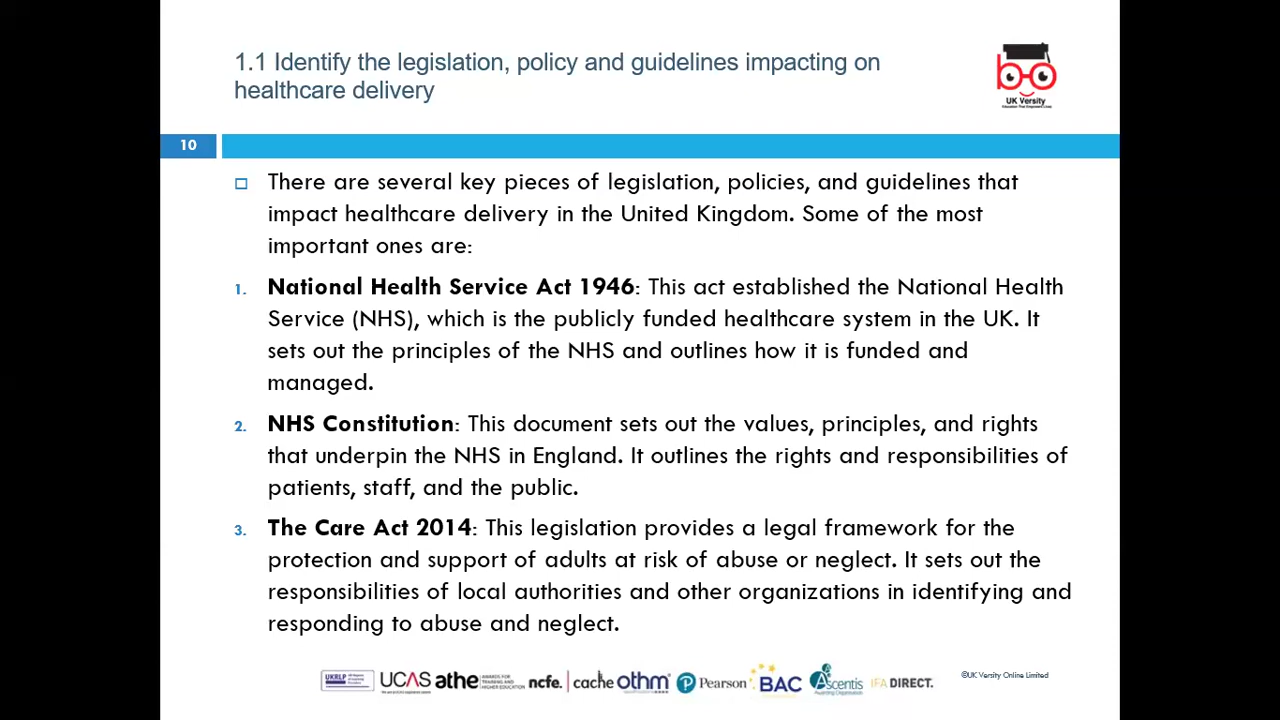 1.1 Identify the legislation, policy and guidelines impacting on
healthcare delivery
UK Versity
10
There are several key pieces of legislation, policies, and guidelines that
impact healthcare delivery in the United Kingdom. Some of the most
important ones are:
1. National Health Service Act 1946: This act established the National Health
Service (NHS), which is the publicly funded healthcare system in the UK. It
sets out the principles of the NHS and outlines how it is funded and
managed.
2. NHS Constitution: This document sets out the values, principles, and rights
that underpin the NHS in England. It outlines the rights and responsibilities of
patients, staff, and the public.
3. The Care Act 2014: This legislation provides a legal framework for the
protection and support of adults at risk of abuse or neglect. It sets out the
responsibilities of local authorities and other organizations in identifying and
responding to abuse and neglect.
UKRLP UCAS athe AWARDS FOR TRAINING AND HIGHER EDUCATION ncfe. cache othm Pearson BAC Ascentis IFA DIRECT. ©UK Versity Online Limited